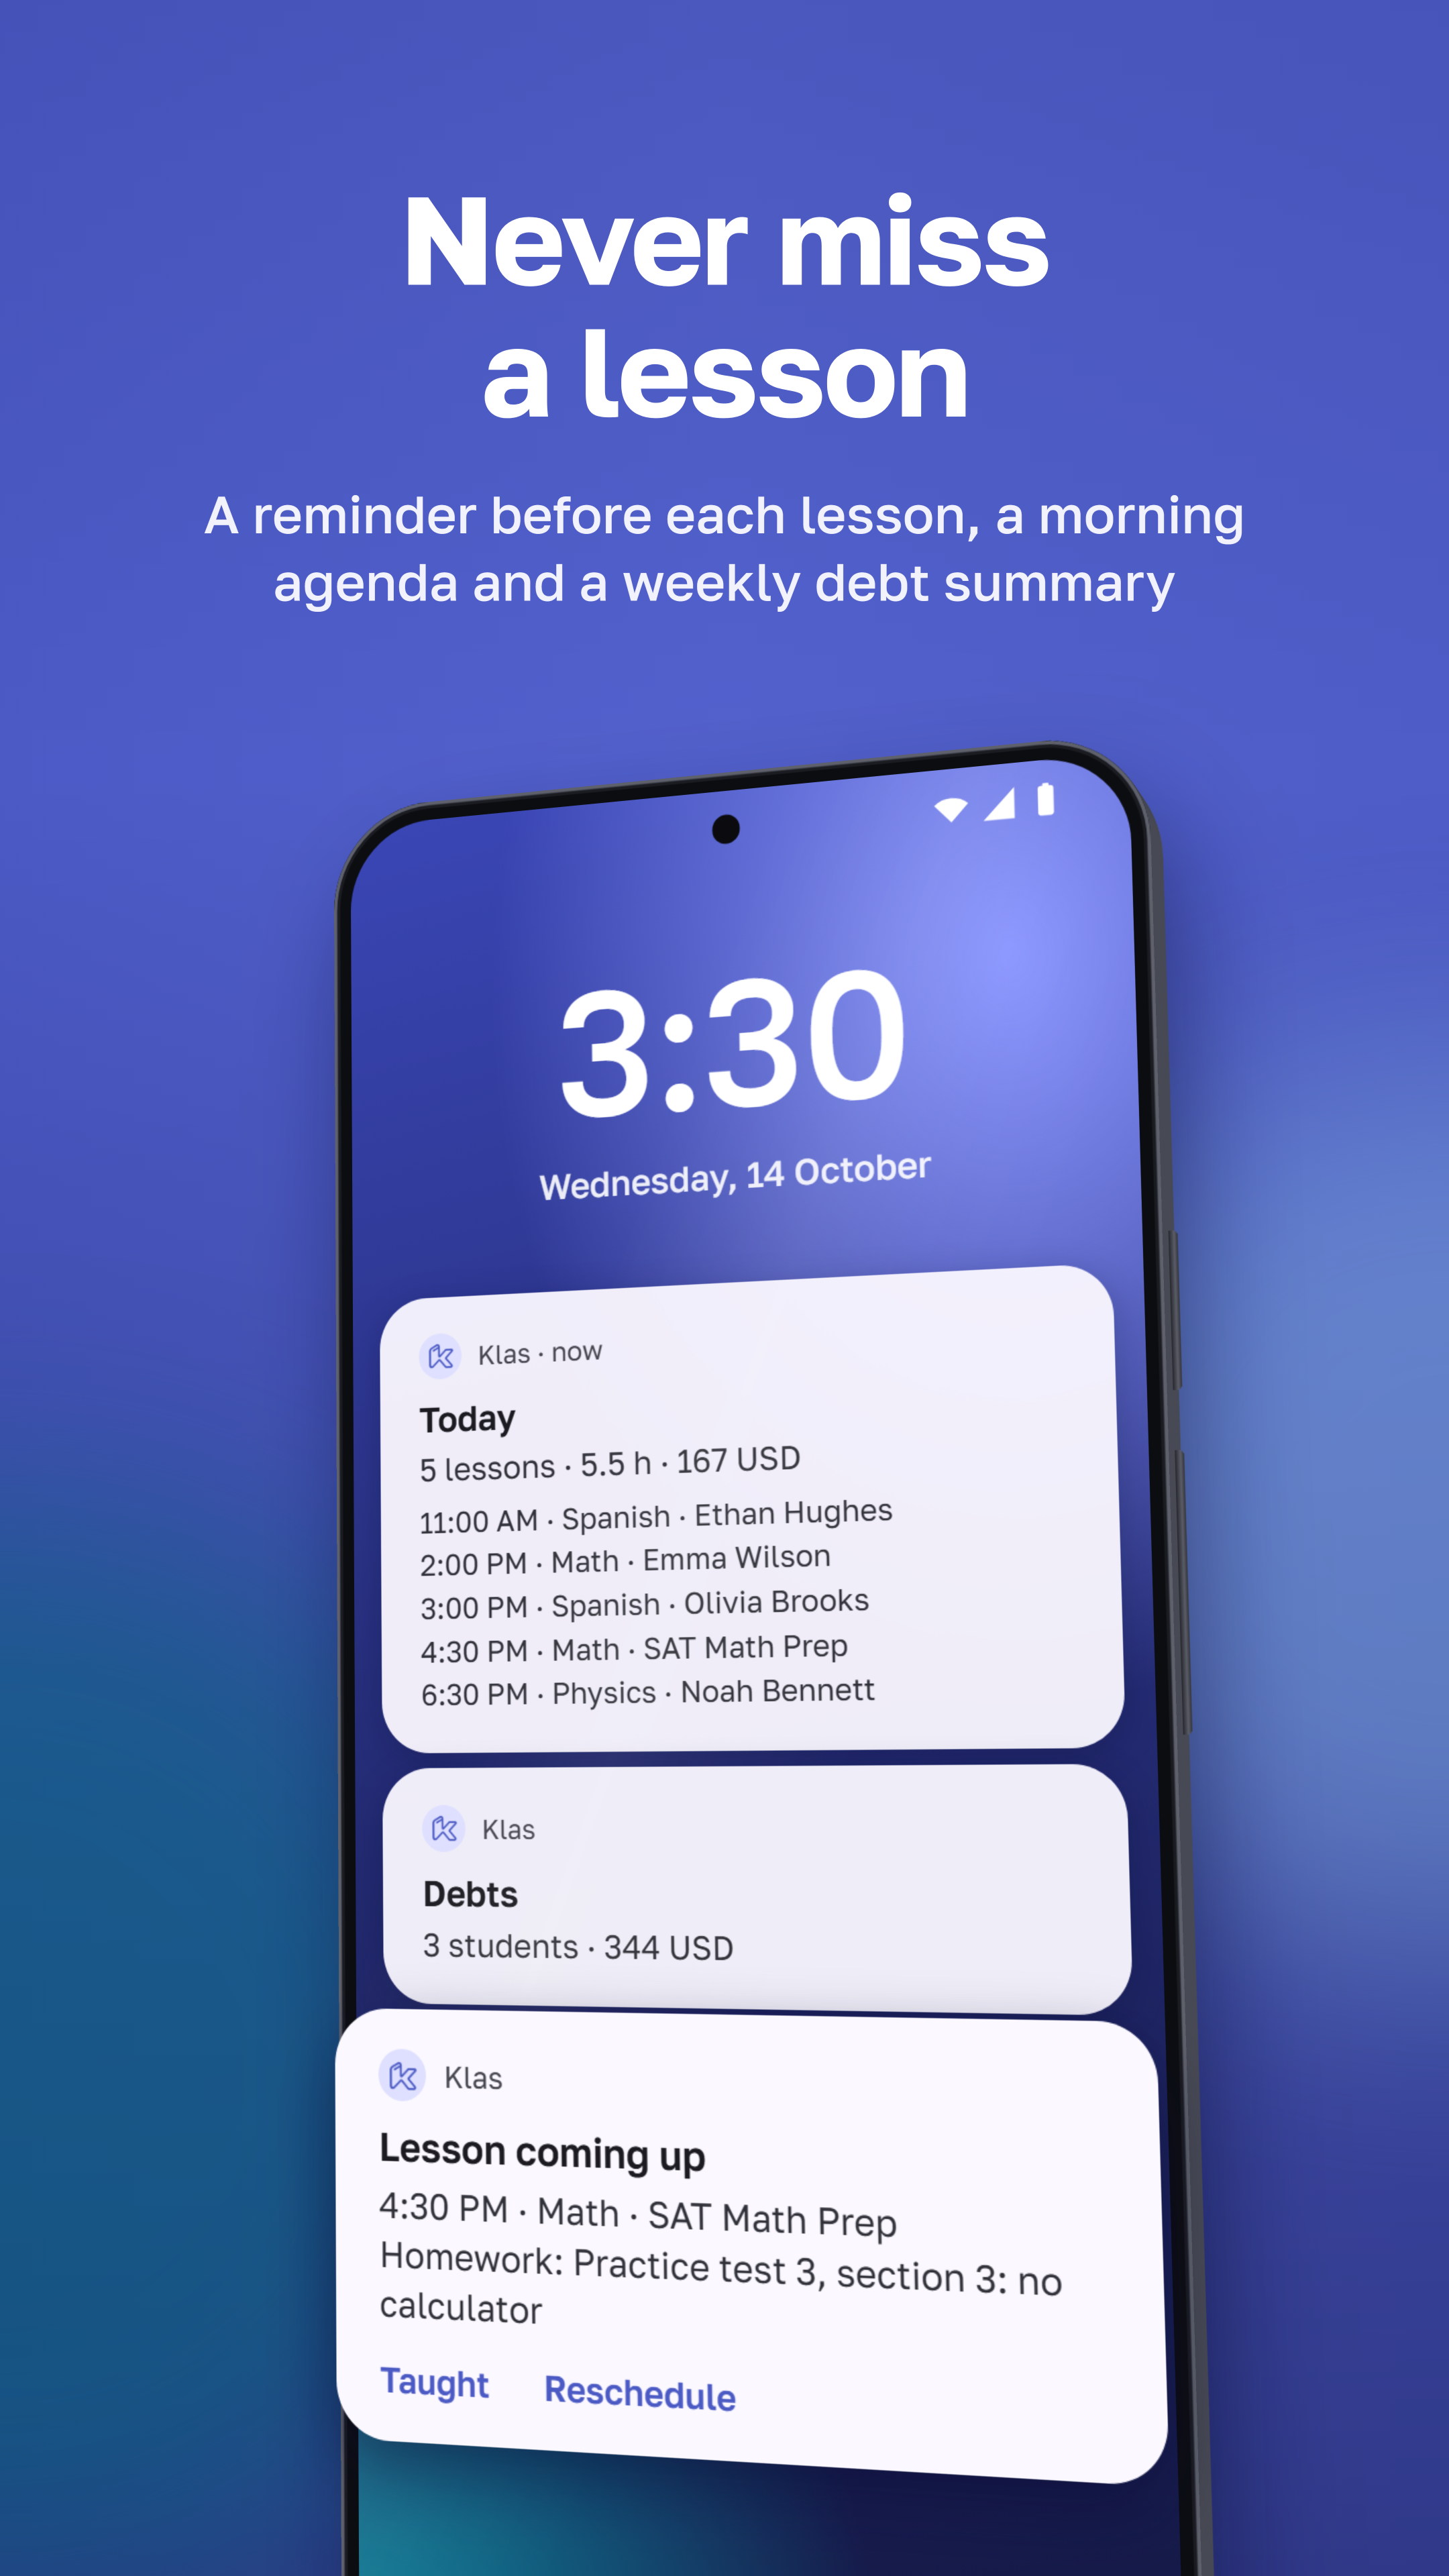 Never miss
a lesson
A reminder before each lesson, a morning
agenda and a weekly debt summary
3:30
Wednesday, 14 October
Klas · now
Today
5 lessons · 5.5 h · 167 USD
11:00 AM · Spanish · Ethan Hughes
2:00 PM · Math · Emma Wilson
3:00 PM · Spanish · Olivia Brooks
4:30 PM · Math · SAT Math Prep
6:30 PM · Physics · Noah Bennett
Klas
Debts
3 students · 344 USD
Klas
Lesson coming up
4:30 PM · Math · SAT Math Prep
Homework: Practice test 3, section 3: no
calculator
Taught Reschedule